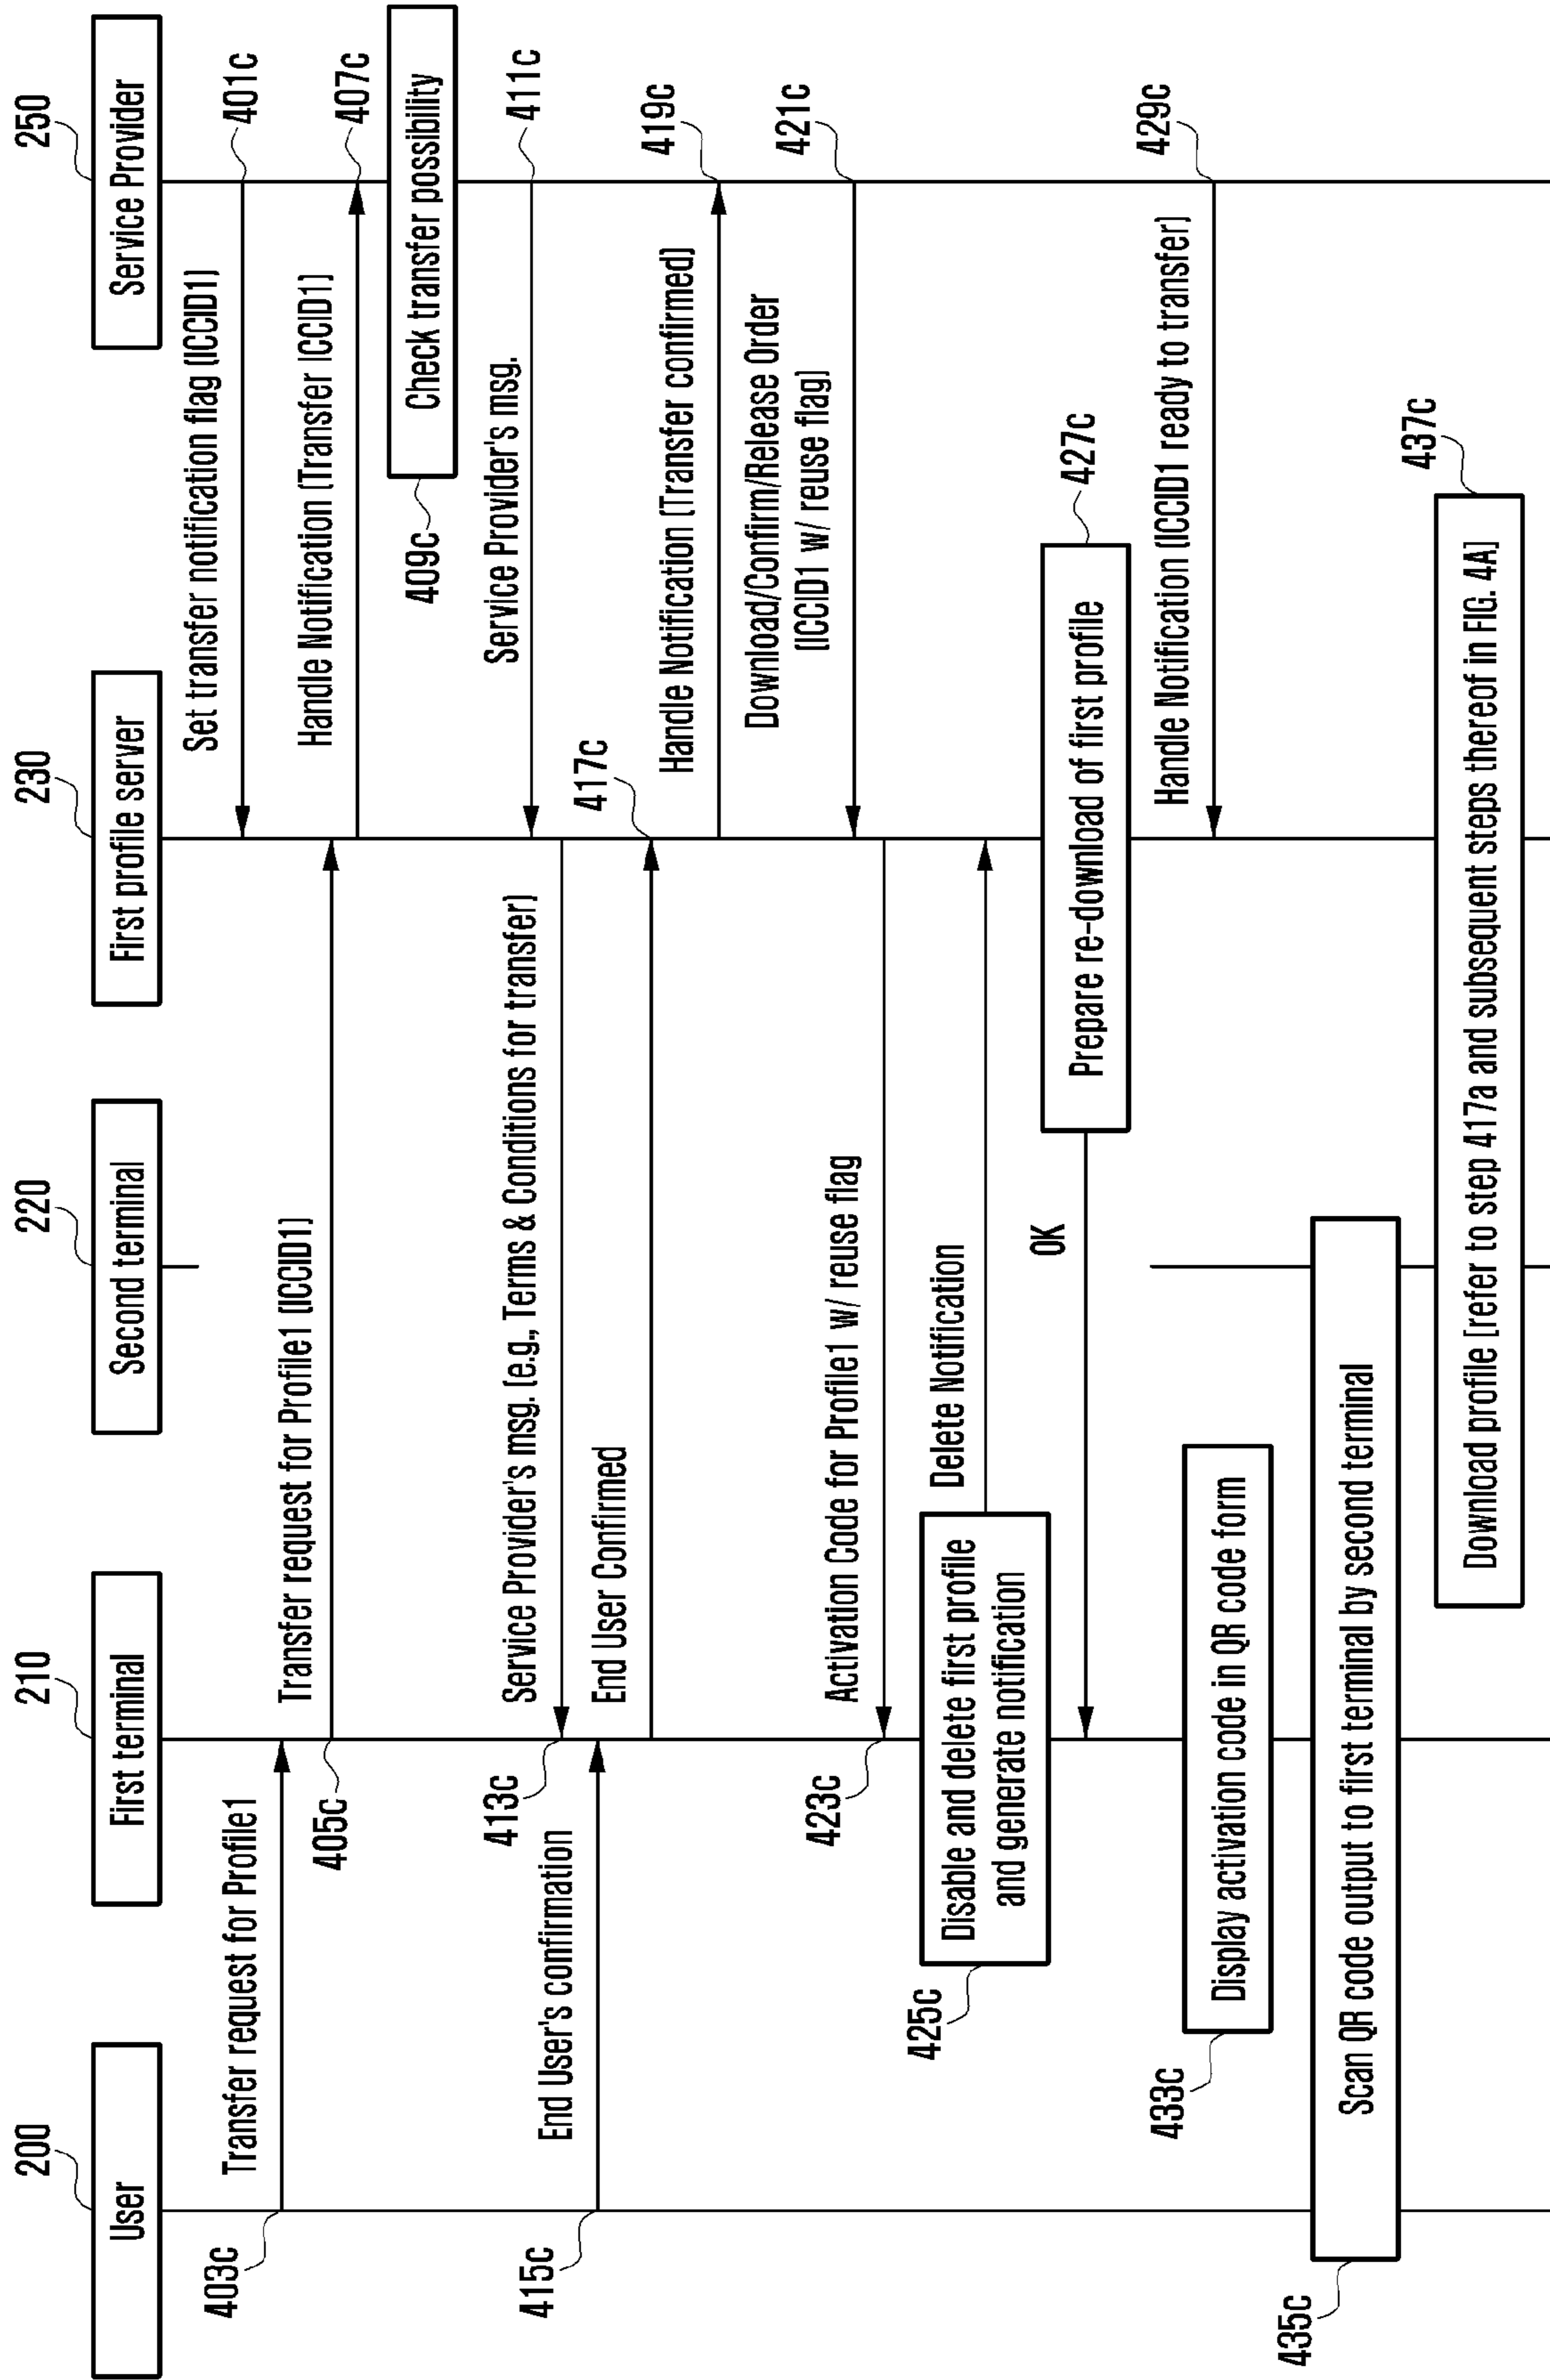 200
User
210
First terminal
220
Second terminal
230
First profile server
250
Service Provider
Set transfer notification flag (ICCID1)
401c
403c
Transfer request for Profile1
Transfer request for Profile1 (ICCID1)
405c
Handle Notification (Transfer ICCID1)
407c
409c
Check transfer possibility
Service Provider's msg.
411c
413c
Service Provider's msg. (e.g., Terms & Conditions for transfer)
415c
End User's confirmation
End User Confirmed
417c
Handle Notification (Transfer confirmed)
419c
Download/Confirm/Release Order
(ICCID1 w/ reuse flag)
421c
423c
Activation Code for Profile1 w/ reuse flag
425c
Disable and delete first profile
and generate notification
Delete Notification
Prepare re-download of first profile
427c
OK
Handle Notification (ICCID1 ready to transfer)
429c
433c
Display activation code in QR code form
435c
Scan QR code output to first terminal by second terminal
Download profile [refer to step 417a and subsequent steps thereof in FIG. 4A]
437c